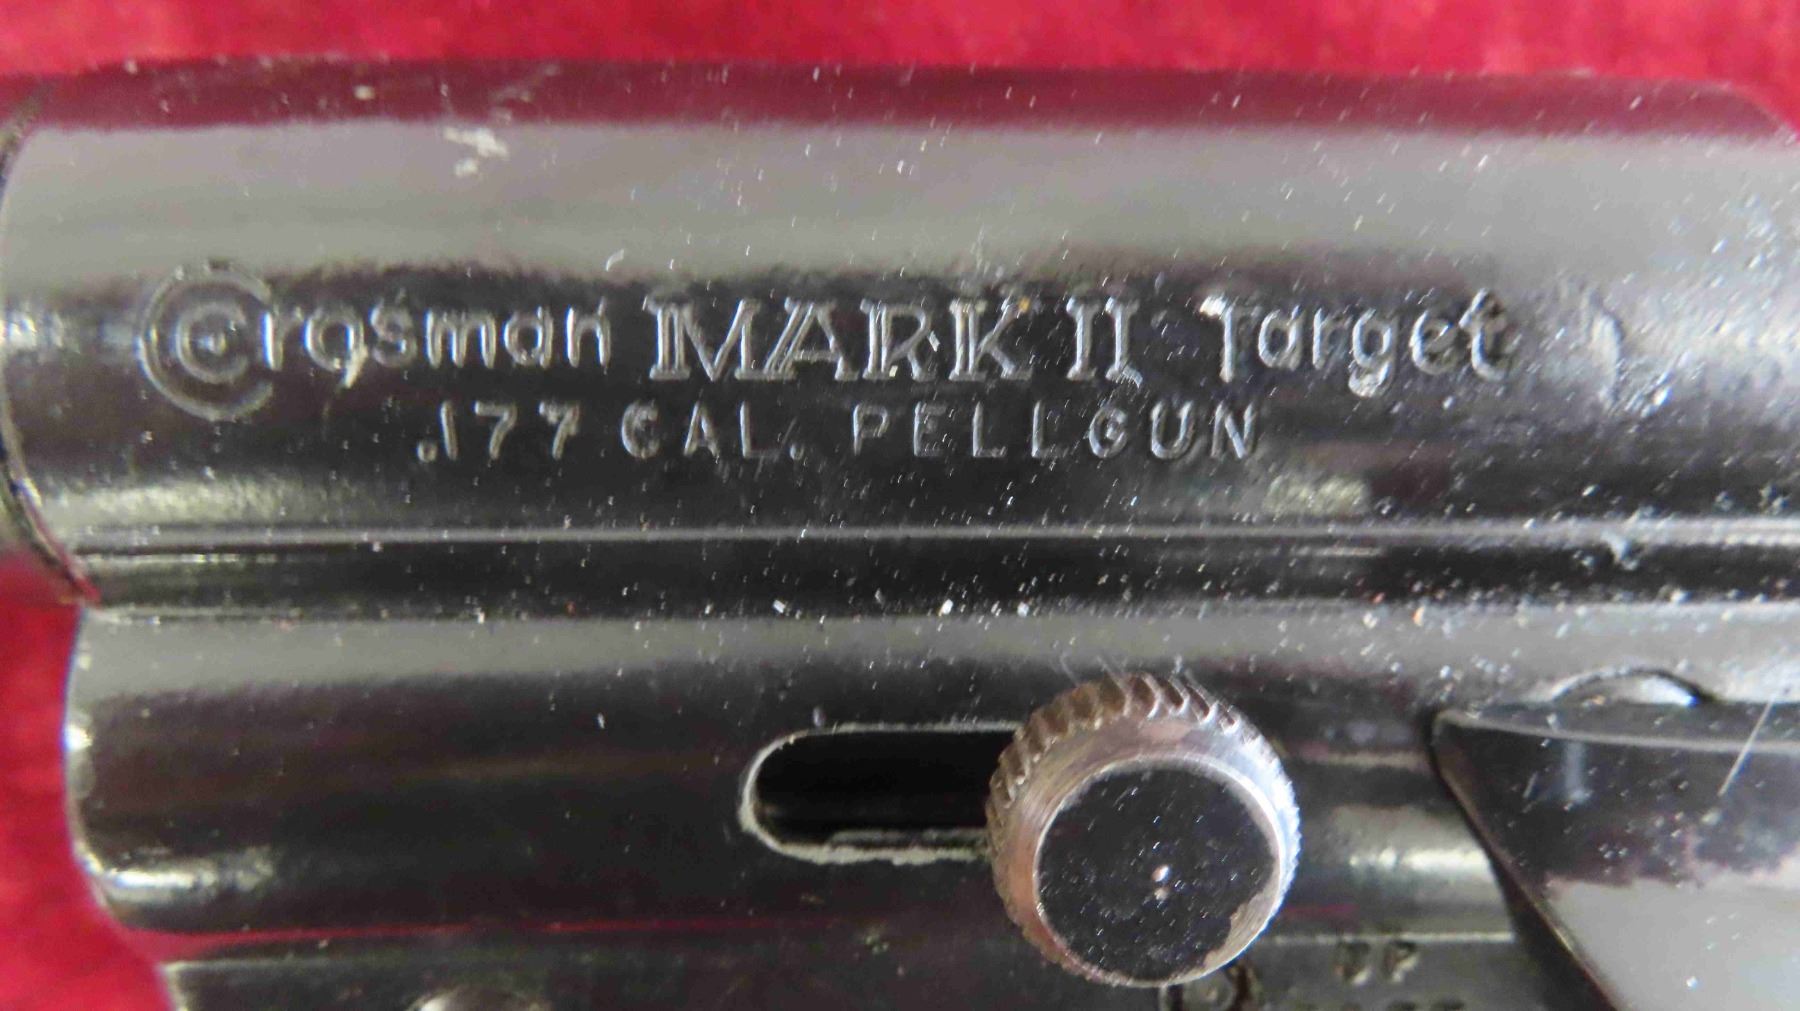 Crosman MARK II Target
.177 CAL. PELLGUN